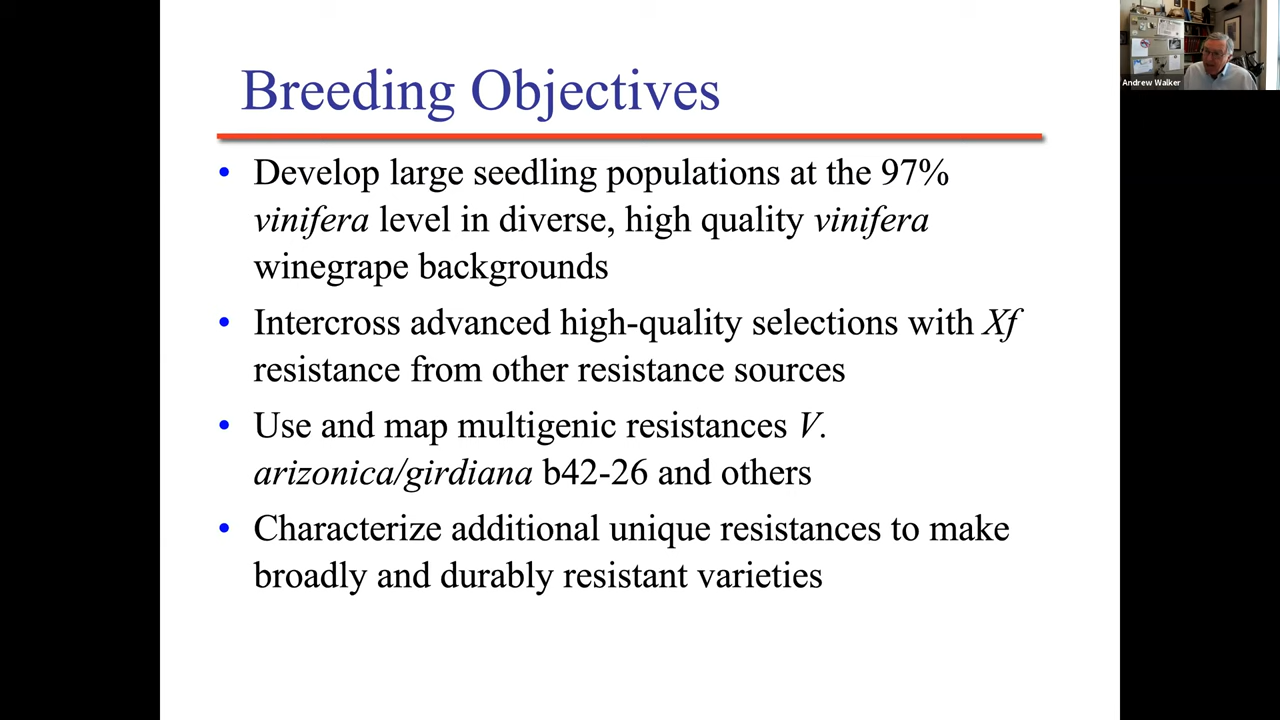 Breeding Objectives
Andrew Walker
• Develop large seedling populations at the 97%
vinifera level in diverse, high quality vinifera
winegrape backgrounds
• Intercross advanced high-quality selections with Xf
resistance from other resistance sources
• Use and map multigenic resistances V.
arizonica/girdiana b42-26 and others
• Characterize additional unique resistances to make
broadly and durably resistant varieties